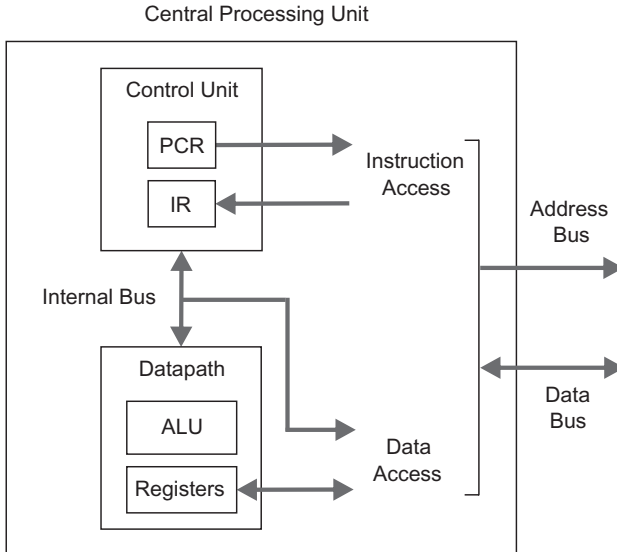 Central Processing Unit
Control Unit
PCR
IR
Instruction
Access
Address
Bus
Internal Bus
Datapath
ALU
Registers
Data
Access
Data
Bus